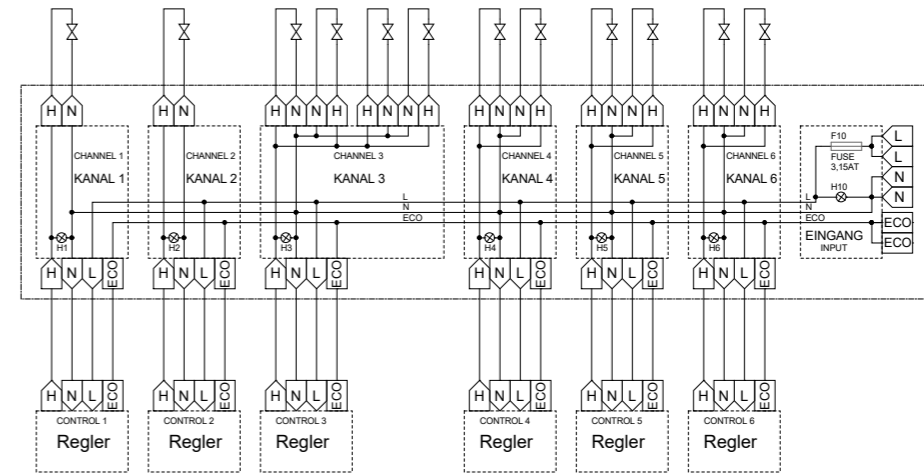 H N H N H N N H H N N H H N N H H N N H H N N H
CHANNEL 1 CHANNEL 2 CHANNEL 3 CHANNEL 4 CHANNEL 5 CHANNEL 6
KANAL 1 KANAL 2 KANAL 3 KANAL 4 KANAL 5 KANAL 6
F10
FUSE
3,15AT
H10
L
L
N
N
ECO
ECO
L L
N N
ECO ECO
EINGANG
INPUT
H1 H2 H3 H4 H5 H6
H N L ECO H N L ECO H N L ECO H N L ECO H N L ECO H N L ECO
H N L ECO H N L ECO H N L ECO H N L ECO H N L ECO H N L ECO
CONTROL 1 CONTROL 2 CONTROL 3 CONTROL 4 CONTROL 5 CONTROL 6
Regler Regler Regler Regler Regler Regler